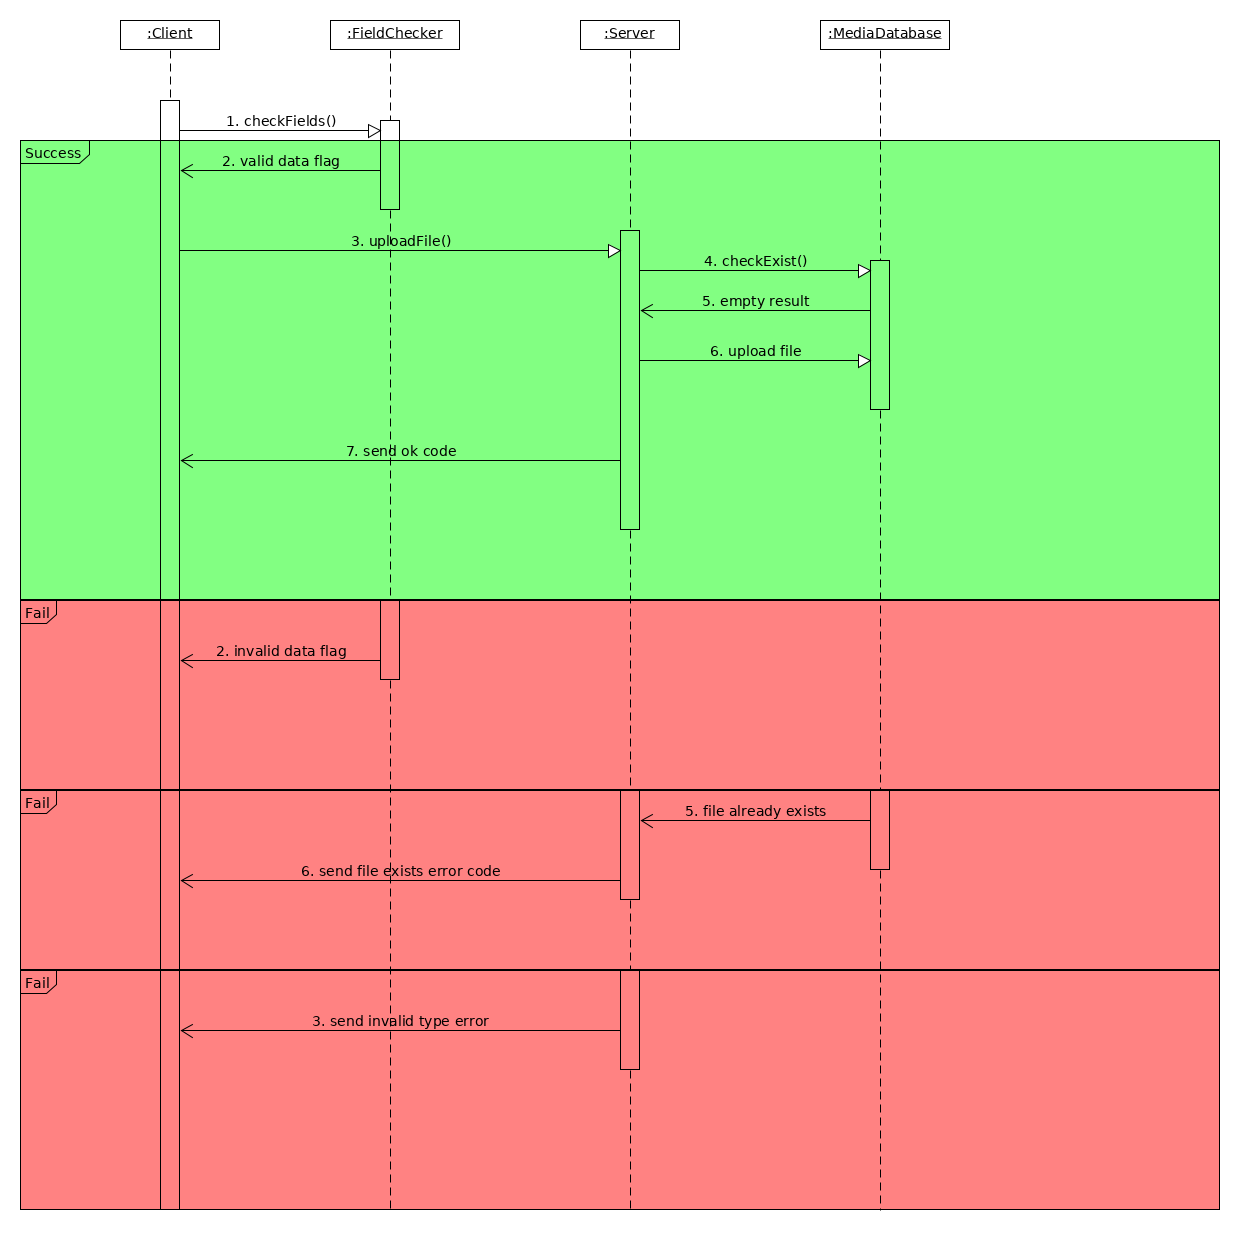 :Client
:FieldChecker
:Server
:MediaDatabase
1. checkFields()
Success
2. valid data flag
3. uploadFile()
4. checkExist()
5. empty result
6. upload file
7. send ok code
Fail
2. invalid data flag
Fail
5. file already exists
6. send file exists error code
Fail
3. send invalid type error